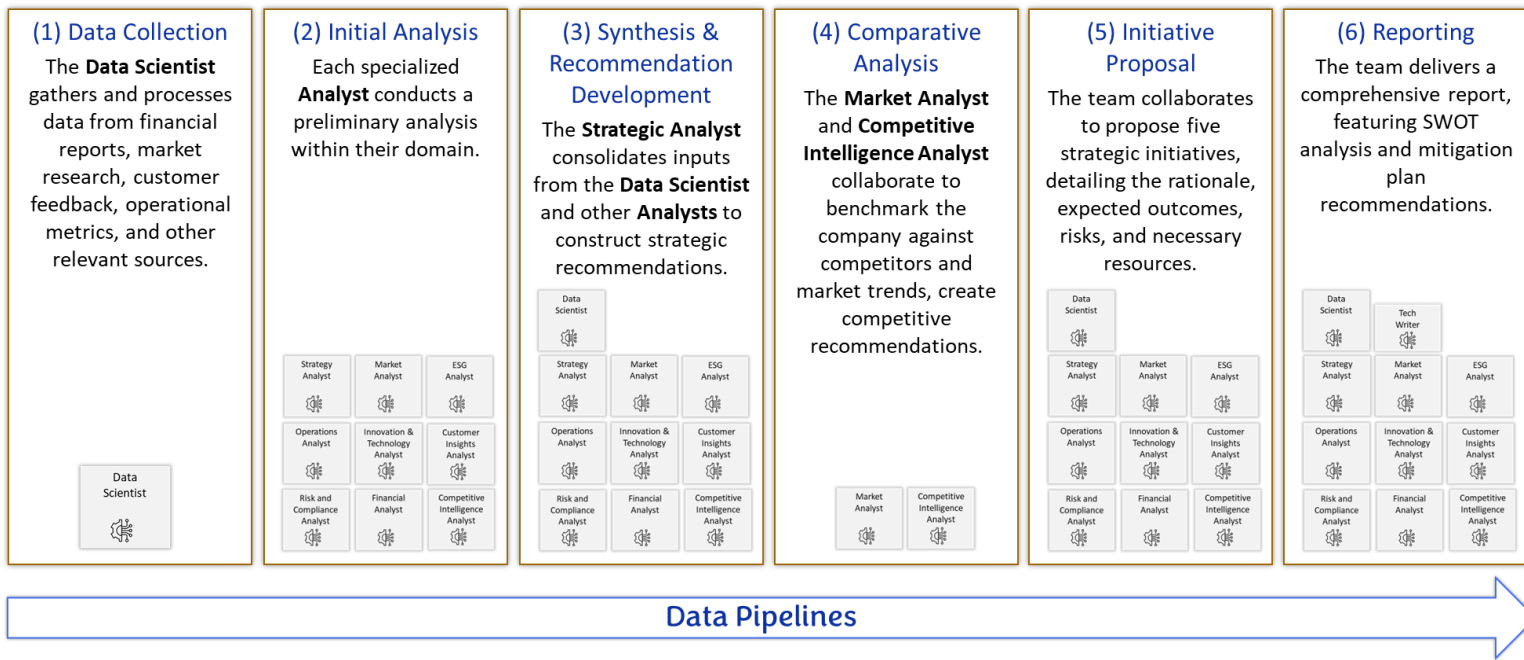 (1) Data Collection
The Data Scientist
gathers and processes
data from financial
reports, market
research, customer
feedback, operational
metrics, and other
relevant sources.
Data
Scientist
(2) Initial Analysis
Each specialized
Analyst conducts a
preliminary analysis
within their domain.
Strategy
Analyst
Market
Analyst
ESG
Analyst
Operations
Analyst
Innovation &
Technology
Analyst
Customer
Insights
Analyst
Risk and
Compliance
Analyst
Financial
Analyst
Competitive
Intelligence
Analyst
(3) Synthesis &
Recommendation
Development
The Strategic Analyst
consolidates inputs
from the Data Scientist
and other Analysts to
construct strategic
recommendations.
Data
Scientist
Strategy
Analyst
Market
Analyst
ESG
Analyst
Operations
Analyst
Innovation &
Technology
Analyst
Customer
Insights
Analyst
Risk and
Compliance
Analyst
Financial
Analyst
Competitive
Intelligence
Analyst
(4) Comparative
Analysis
The Market Analyst
and Competitive
Intelligence Analyst
collaborate to
benchmark the
company against
competitors and
market trends, create
competitive
recommendations.
Market
Analyst
Competitive
Intelligence
Analyst
(5) Initiative
Proposal
The team collaborates
to propose five
strategic initiatives,
detailing the rationale,
expected outcomes,
risks, and necessary
resources.
Data
Scientist
Strategy
Analyst
Market
Analyst
ESG
Analyst
Operations
Analyst
Innovation &
Technology
Analyst
Customer
Insights
Analyst
Risk and
Compliance
Analyst
Financial
Analyst
Competitive
Intelligence
Analyst
(6) Reporting
The team delivers a
comprehensive report,
featuring SWOT
analysis and mitigation
plan
recommendations.
Data
Scientist
Tech
Writer
Strategy
Analyst
Market
Analyst
ESG
Analyst
Operations
Analyst
Innovation &
Technology
Analyst
Customer
Insights
Analyst
Risk and
Compliance
Analyst
Financial
Analyst
Competitive
Intelligence
Analyst
Data Pipelines